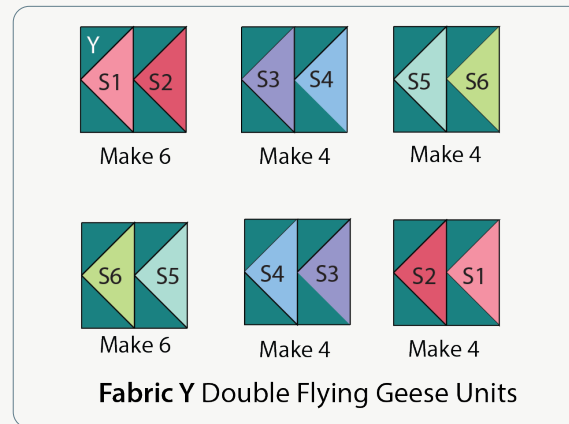 Y
S1 S2 S3 S4 S5 S6
Make 6 Make 4 Make 4
S6 S5 S4 S3 S2 S1
Make 6 Make 4 Make 4
Fabric Y Double Flying Geese Units